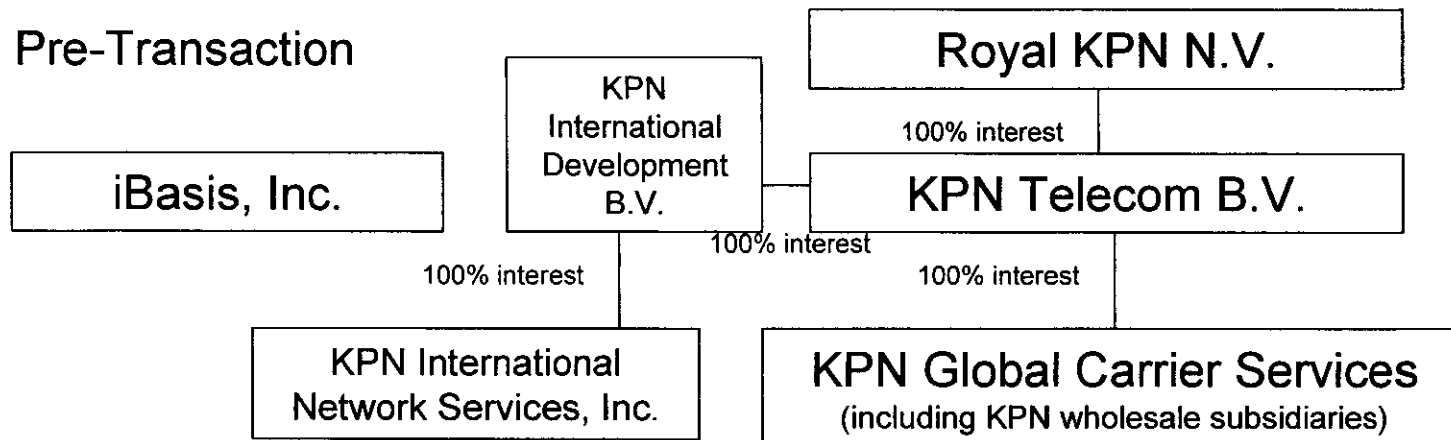 Pre-Transaction
Royal KPN N.V.
KPN
International
Development
B.V.
100% interest
iBasis, Inc.
KPN Telecom B.V.
100% interest
100% interest
100% interest
KPN International
Network Services, Inc.
KPN Global Carrier Services
(including KPN wholesale subsidiaries)